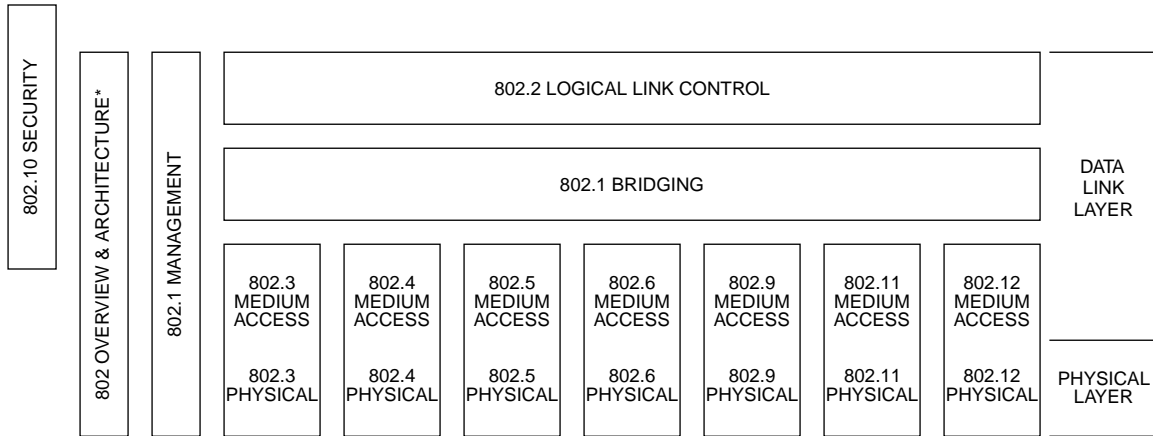 802.10 SECURITY
802 OVERVIEW & ARCHITECTURE*
802.1 MANAGEMENT
802.2 LOGICAL LINK CONTROL
802.1 BRIDGING
DATA
LINK
LAYER
802.3
MEDIUM
ACCESS
802.3
PHYSICAL
802.4
MEDIUM
ACCESS
802.4
PHYSICAL
802.5
MEDIUM
ACCESS
802.5
PHYSICAL
802.6
MEDIUM
ACCESS
802.6
PHYSICAL
802.9
MEDIUM
ACCESS
802.9
PHYSICAL
802.11
MEDIUM
ACCESS
802.11
PHYSICAL
802.12
MEDIUM
ACCESS
802.12
PHYSICAL
PHYSICAL
LAYER